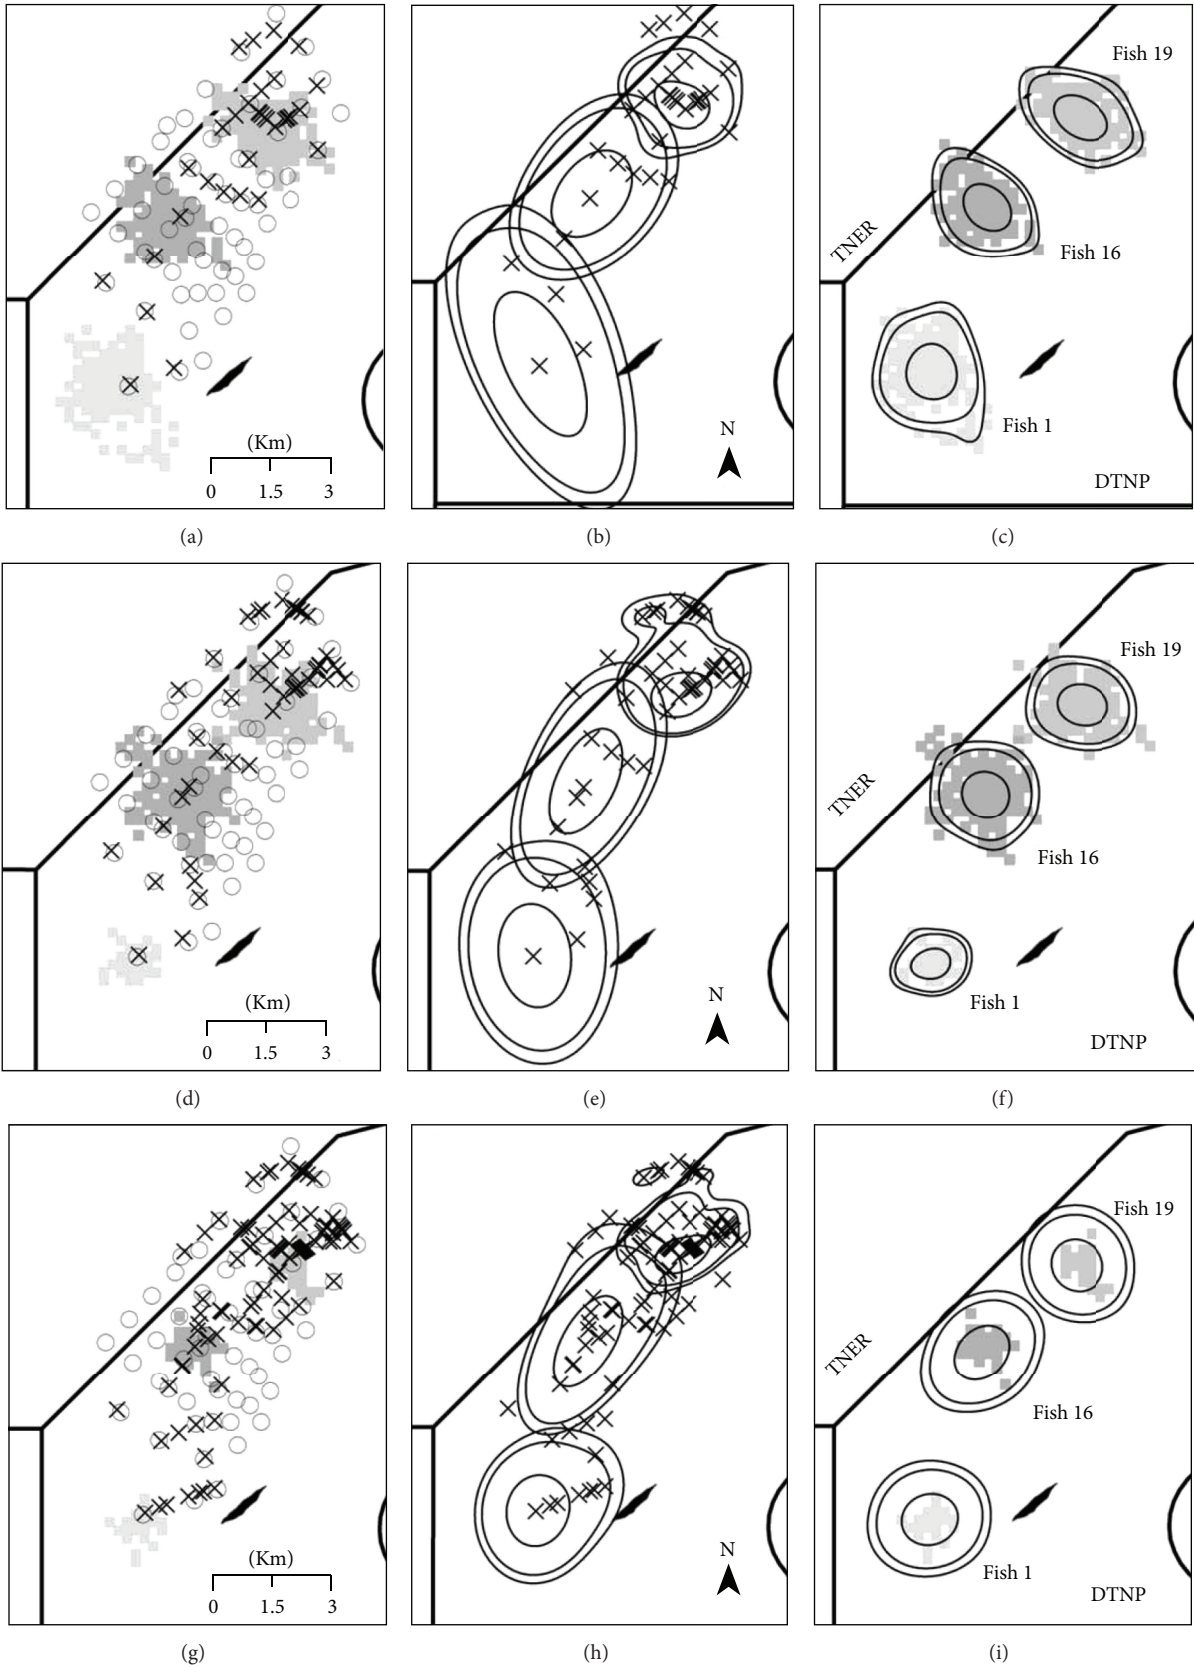 Fish 19
TNER
Fish 16
Fish 1
(Km)
0 1.5 3
N
DTNP
(a) (b) (c)
Fish 19
TNER
Fish 16
(Km)
0 1.5 3
N
Fish 1
DTNP
(d) (e) (f)
Fish 19
TNER
Fish 16
(Km)
0 1.5 3
N
Fish 1
DTNP
(g) (h) (i)